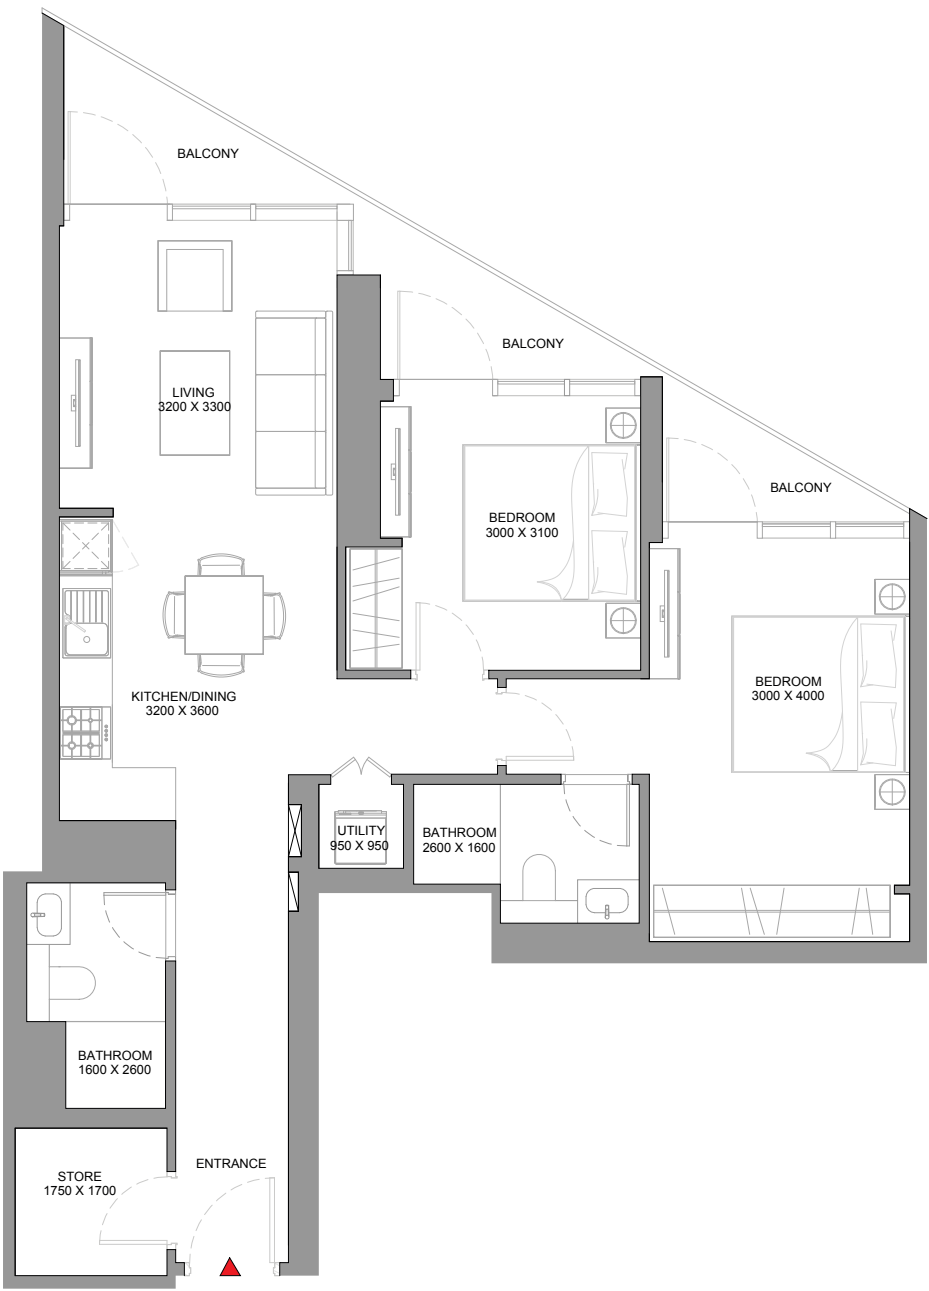 BALCONY
BALCONY
LIVING
3200 X 3300
BALCONY
BEDROOM
3000 X 3100
BEDROOM
3000 X 4000
KITCHEN/DINING
3200 X 3600
UTILITY
950 X 950
BATHROOM
2600 X 1600
BATHROOM
1600 X 2600
ENTRANCE
STORE
1750 X 1700